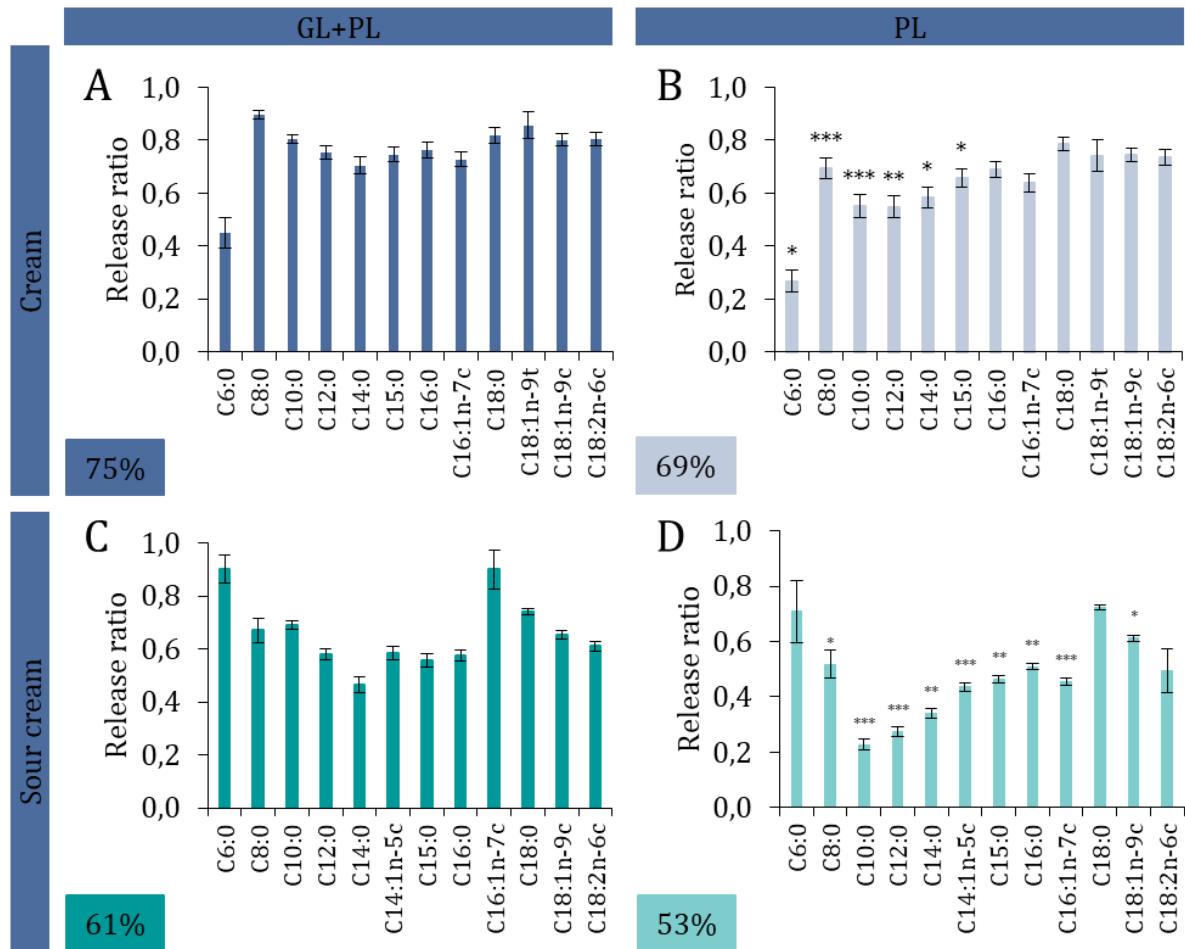 GL+PL
PL
Cream
A
Release ratio
1,0
0,8
0,6
0,4
0,2
0,0
C6:0
C8:0
C10:0
C12:0
C14:0
C15:0
C16:0
C16:1n-7c
C18:0
C18:1n-9t
C18:1n-9c
C18:2n-6c
75%
B
Release ratio
1,0
0,8
0,6
0,4
0,2
0,0
*
***
***
**
*
*
C6:0
C8:0
C10:0
C12:0
C14:0
C15:0
C16:0
C16:1n-7c
C18:0
C18:1n-9t
C18:1n-9c
C18:2n-6c
69%
Sour cream
C
Release ratio
1,0
0,8
0,6
0,4
0,2
0,0
C6:0
C8:0
C10:0
C12:0
C14:0
C14:1n-5c
C15:0
C16:0
C16:1n-7c
C18:0
C18:1n-9c
C18:2n-6c
61%
D
Release ratio
1,0
0,8
0,6
0,4
0,2
0,0
*
***
***
**
***
**
**
***
*
C6:0
C8:0
C10:0
C12:0
C14:0
C14:1n-5c
C15:0
C16:0
C16:1n-7c
C18:0
C18:1n-9c
C18:2n-6c
53%